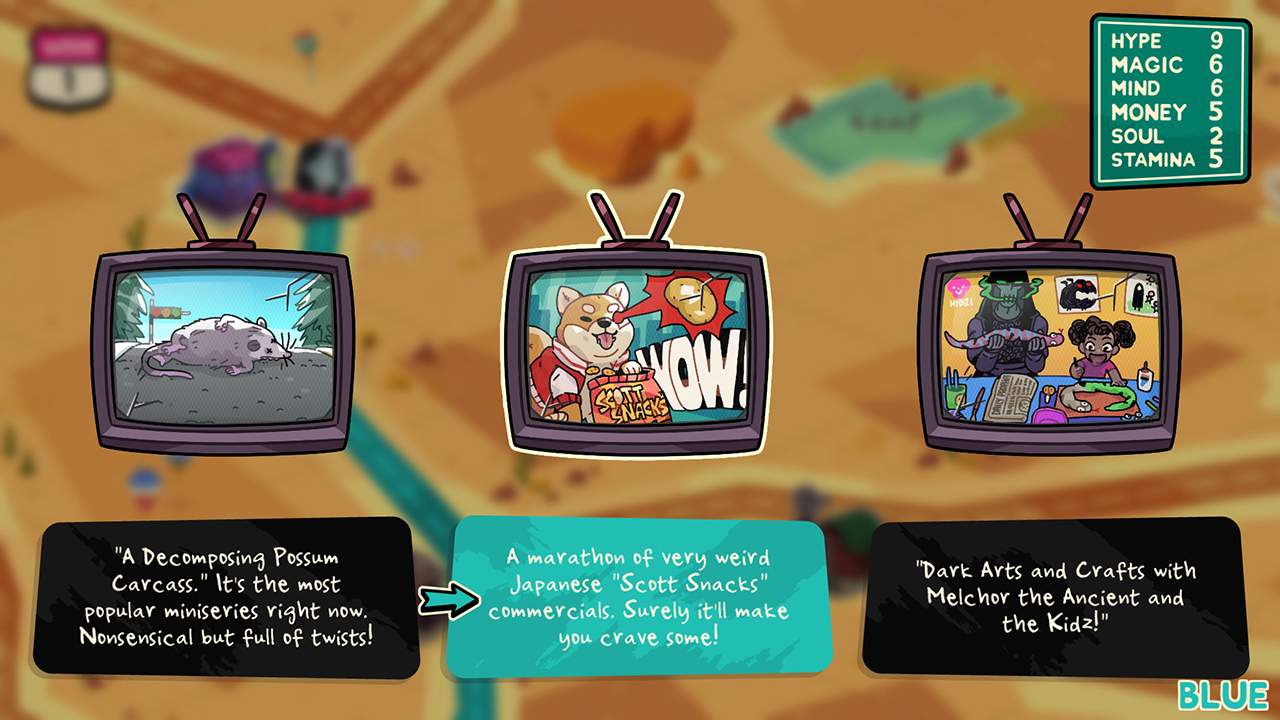 HYPE 9
MAGIC 6
MIND 6
MONEY 5
SOUL 2
STAMINA 5
SCOTT
SNACKS
WOW!
KIDZ!
"A Decomposing Possum
Carcass." It's the most
popular miniseries right now.
Nonsensical but full of twists!
A marathon of very weird
Japanese "Scott Snacks"
commercials. Surely it'll make
you crave some!
"Dark Arts and Crafts with
Melchor the Ancient and
the Kidz!"
BLUE